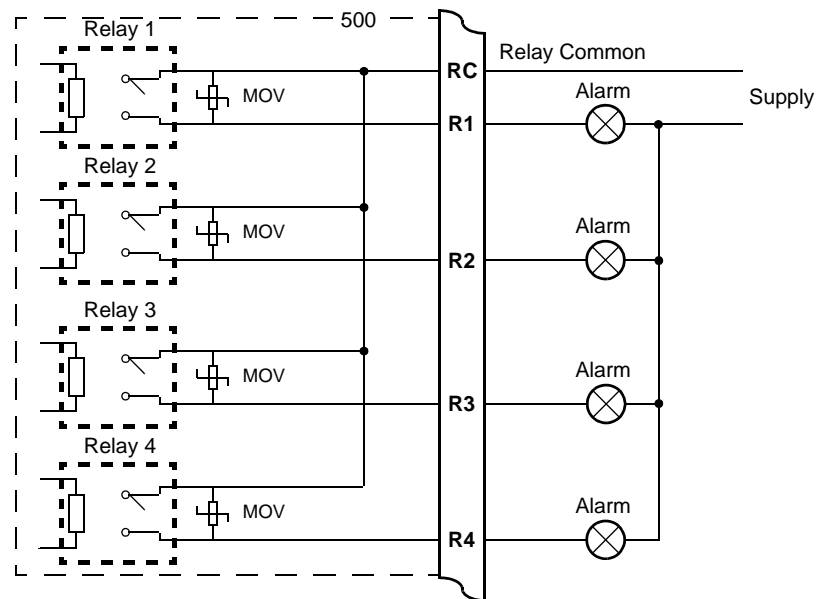 500
Relay 1
MOV
RC
Relay Common
Alarm
Supply
R1
Relay 2
MOV
Alarm
R2
Relay 3
MOV
Alarm
R3
Relay 4
MOV
Alarm
R4